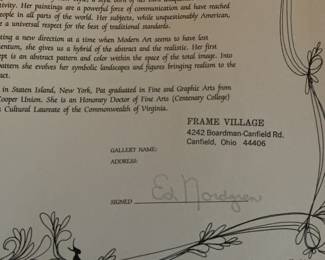 tivity. Her paintings are a powerful force of communication and have reached
people in all parts of the world. Her subjects, while unquestionably American,
a universal respect for the best of traditional standards.
ting a new direction at a time when Modern Art seems to have lost
entum, she gives us a hybrid of the abstract and the realistic. Her first
ept is an abstract pattern and color within the space of the total image. Into
attern she evolves her symbolic landscapes and figures bringing realism to the
act.
in Staten Island, New York, Pat graduated in Fine and Graphic Arts from
Cooper Union. She is an Honorary Doctor of Fine Arts (Centenary College)
Cultural Laureate of the Commonwealth of Virginia.
FRAME VILLAGE
4242 Boardman-Canfield Rd.
Canfield, Ohio 44406
GALLERY NAME:
ADDRESS:
SIGNED Ed Nordgren